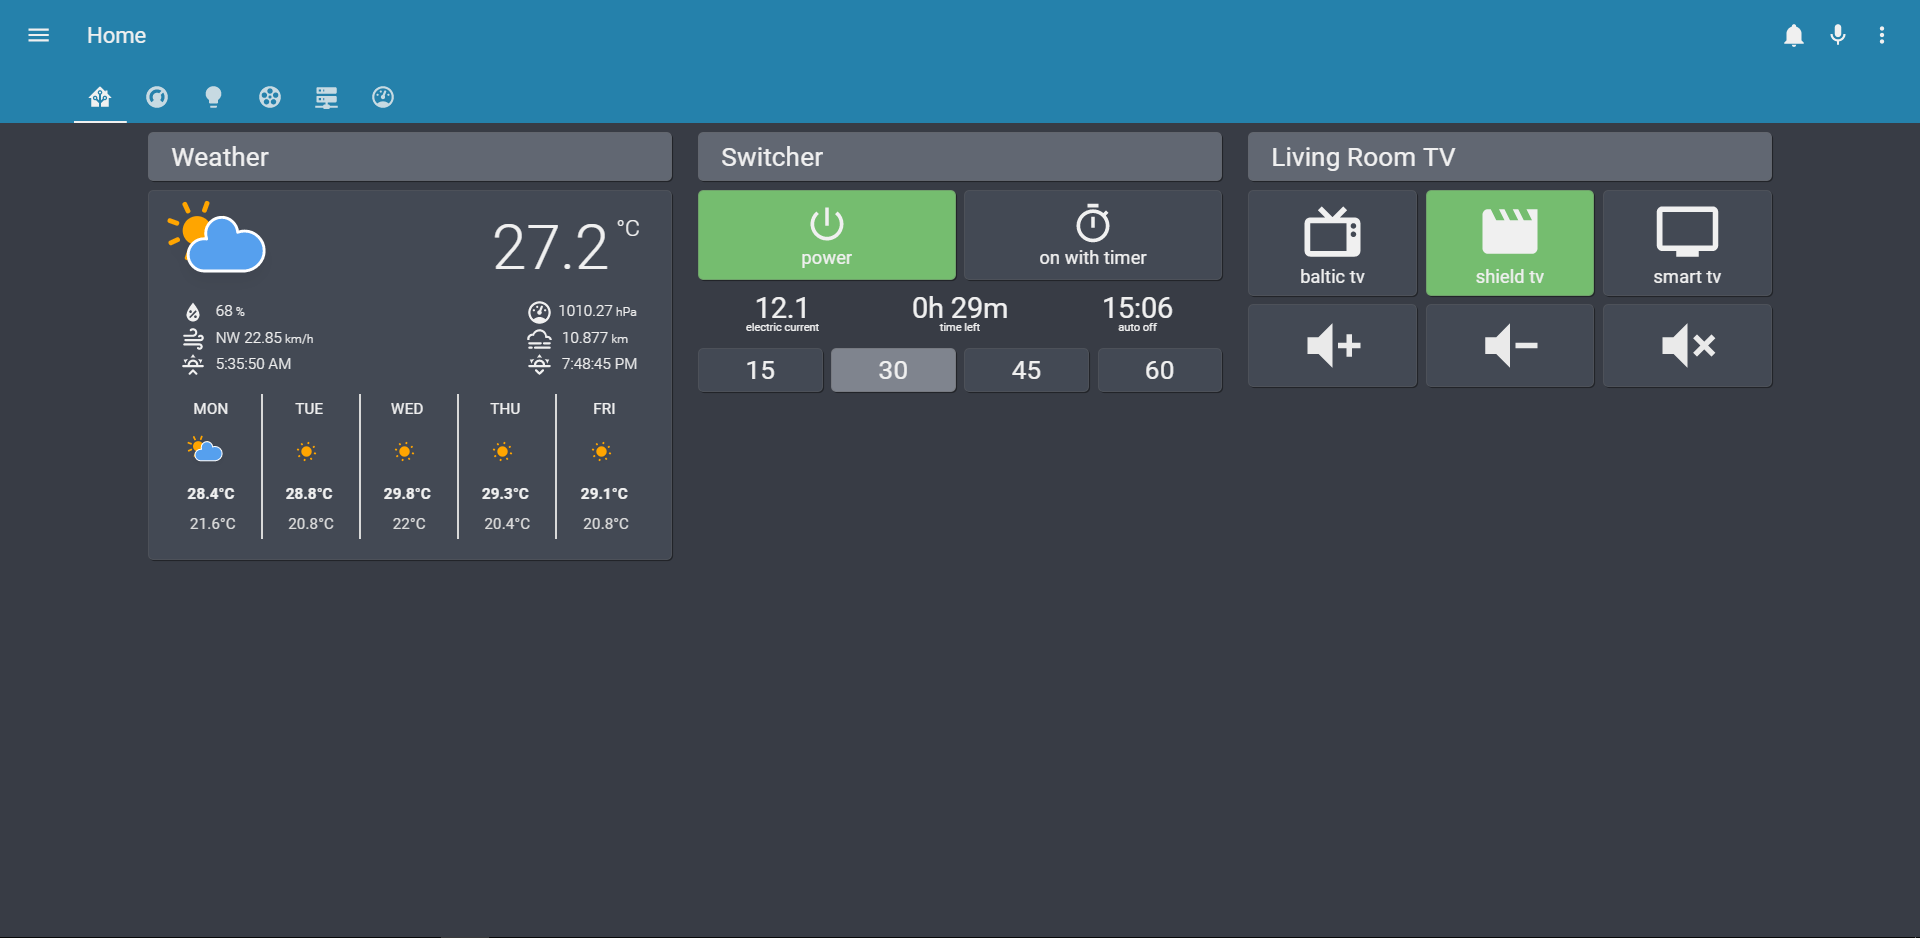 Home
Weather
27.2 °C
68 %
1010.27 hPa
NW 22.85 km/h
10.877 km
5:35:50 AM
7:48:45 PM
MON TUE WED THU FRI
28.4°C 28.8°C 29.8°C 29.3°C 29.1°C
21.6°C 20.8°C 22°C 20.4°C 20.8°C
Switcher
power
on with timer
12.1 0h 29m 15:06
electric current time left auto off
15 30 45 60
Living Room TV
baltic tv shield tv smart tv